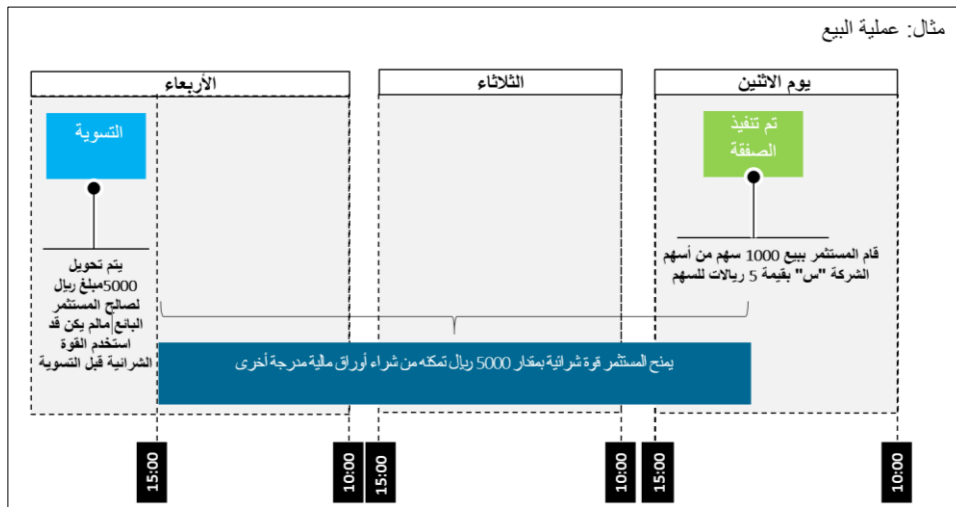 مثال: عملية البيع
يوم الاثنين
الثلاثاء
الأربعاء
تم تنفيذ
الصفقة
التسوية
قام المستثمر ببيع 1000 سهم من أسهم
الشركة "س" بقيمة 5 ريالات للسهم
يتم تحويل
5000مبلغ ريال
لصالح المستثمر
البائع مالم يكن قد
استخدم القوة
الشرائية قبل التسوية
يمنح المستثمر قوة شرائية بمقدار 5000 ريال تمكنه من شراء أوراق مالية مدرجة أخرى
10:00
15:00
10:00
15:00
10:00
15:00